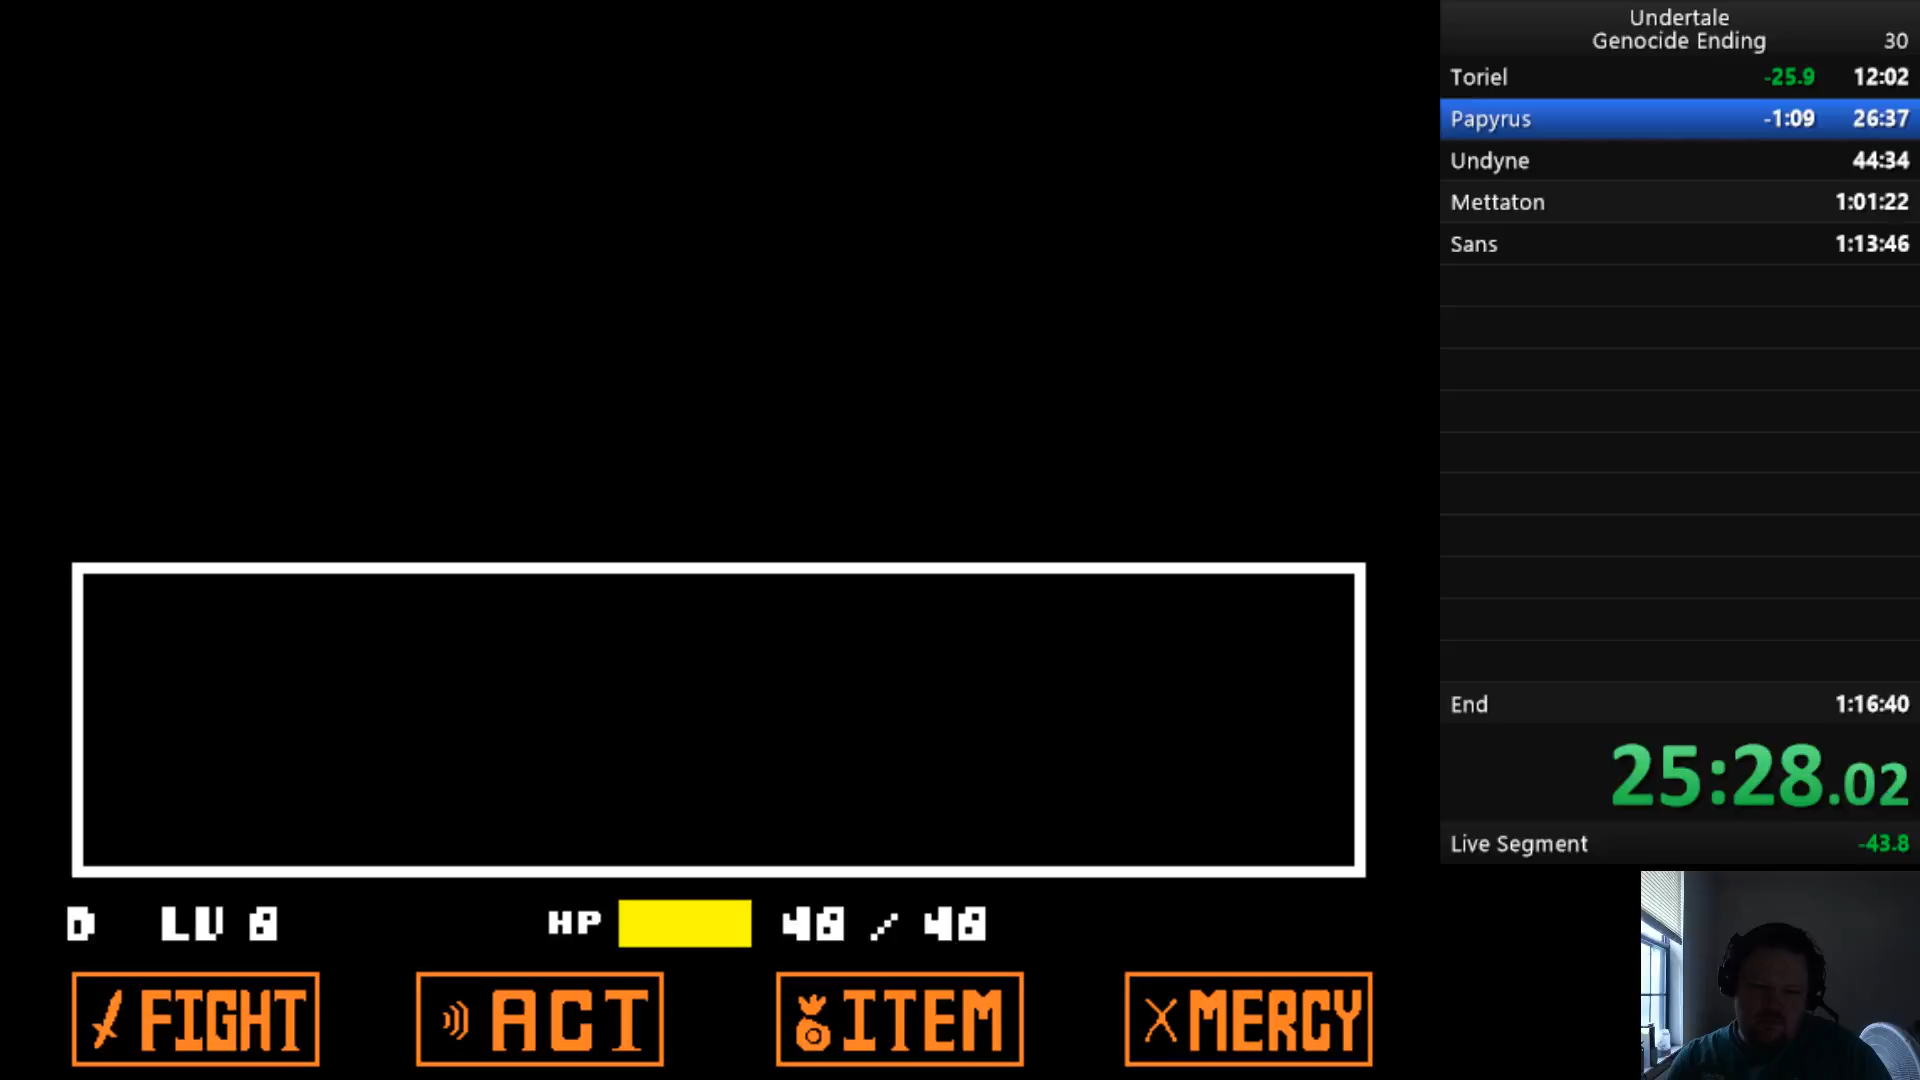 Undertale
Genocide Ending 30
Toriel -25.9 12:02
Papyrus -1:09 26:37
Undyne 44:34
Mettaton 1:01:22
Sans 1:13:46
End 1:16:40
25:28.02
Live Segment -43.8
D LV 8 HP 48 / 48
FIGHT ACT ITEM MERCY